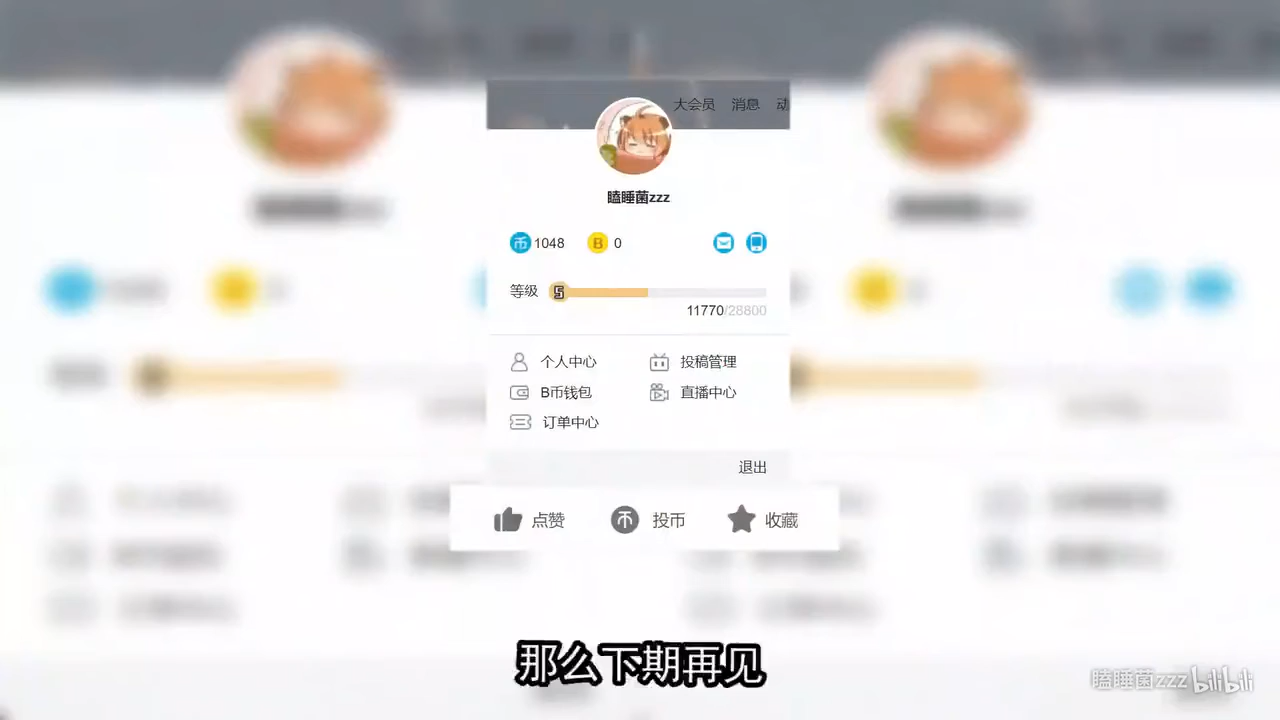 大会员 消息 动
瞌睡菌zzz
1048 B 0
等级 5
11770/28800
个人中心 投稿管理
B币钱包 直播中心
订单中心
退出
点赞 投币 收藏
那么下期再见
瞌睡菌zzz bilibili